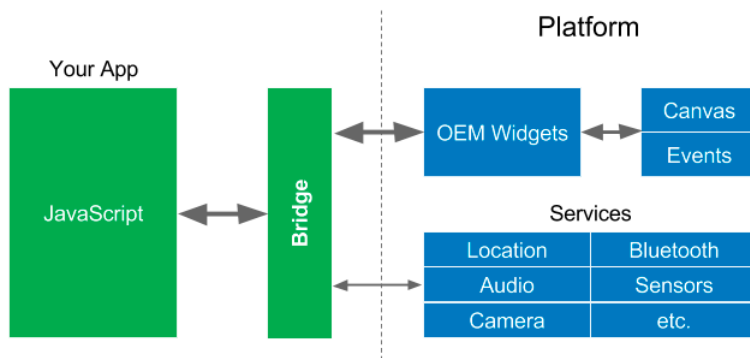 Platform
Your App
JavaScript
Bridge
OEM Widgets
Canvas
Events
Services
Location
Bluetooth
Audio
Sensors
Camera
etc.